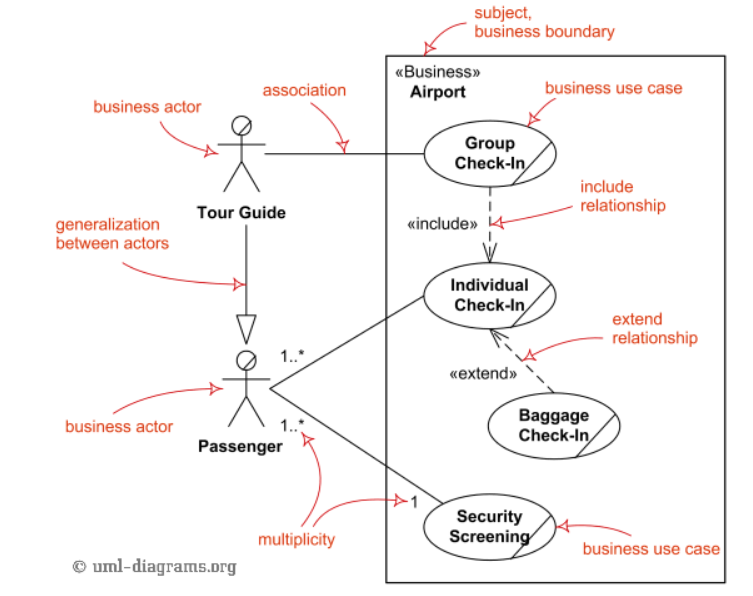 subject,
business boundary
«Business»
Airport
business use case
association
business actor
Group
Check-In
Tour Guide
include
relationship
«include»
generalization
between actors
Individual
Check-In
extend
relationship
1..*
«extend»
Baggage
Check-In
business actor
1..*
Passenger
1
Security
Screening
multiplicity
business use case
© uml-diagrams.org